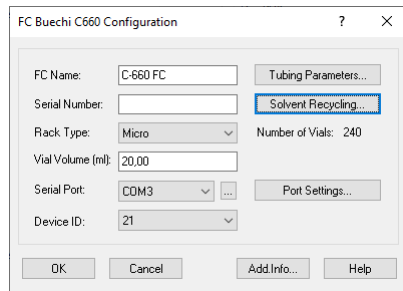 FC Buechi C660 Configuration ? ×
FC Name: C-660 FC Tubing Parameters...
Serial Number: Solvent Recycling...
Rack Type: Micro Number of Vials: 240
Vial Volume (ml): 20,00
Serial Port: COM3 ... Port Settings...
Device ID: 21
OK Cancel Add.Info... Help